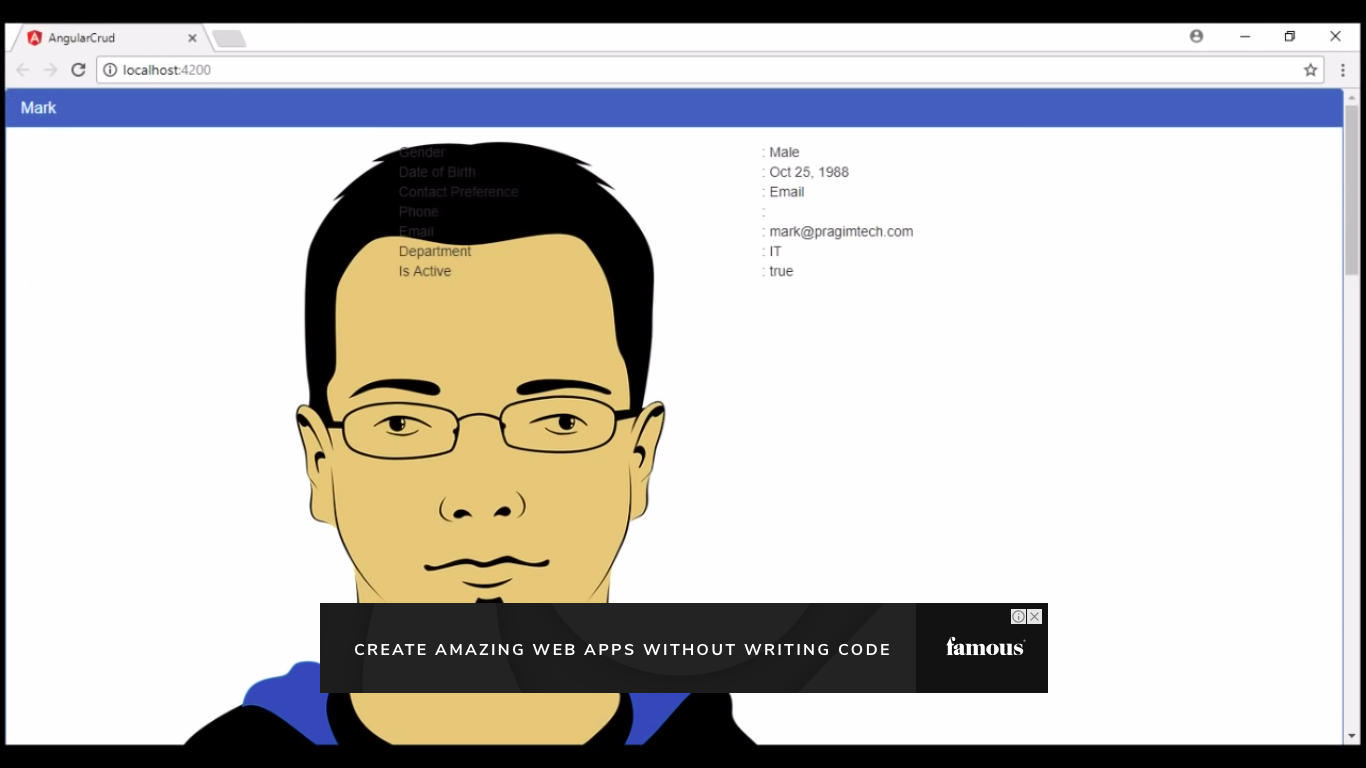 AngularCrud
localhost:4200
Mark
Gender : Male
Date of Birth : Oct 25, 1988
Contact Preference : Email
Phone :
Email : mark@pragimtech.com
Department : IT
Is Active : true
CREATE AMAZING WEB APPS WITHOUT WRITING CODE famous